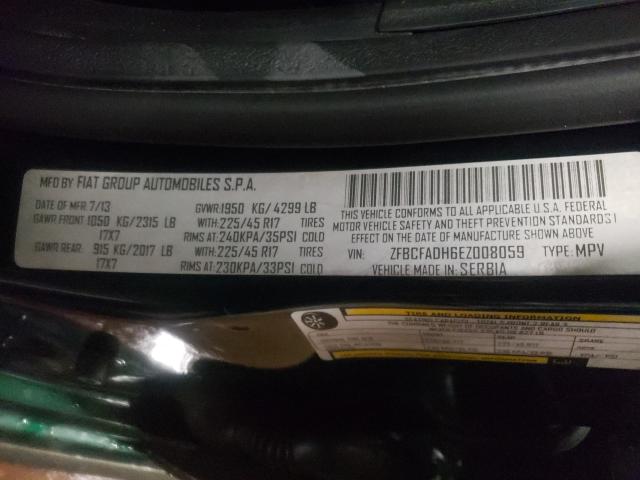 MFD BY FIAT GROUP AUTOMOBILES S.P.A.
DATE OF MFR 7/13 GVWR: 1950 KG/4299 LB
GAWR FRONT: 1050 KG/2315 LB WITH: 225/45 R17 TIRES
17X7 RIMS AT: 240KPA/35PSI COLD
GAWR REAR: 915 KG/2017 LB WITH: 225/45 R17 TIRES
17X7 RIMS AT: 230KPA/33PSI COLD
THIS VEHICLE CONFORMS TO ALL APPLICABLE U.S.A. FEDERAL
MOTOR VEHICLE SAFETY AND THEFT PREVENTION STANDARDS I
EFFECT ON THE DATE OF MANUFACTURE SHOWN ABOVE.
VIN: ZFBCFADH6EZ008059 TYPE: MPV
VEHICLE MADE IN SERBIA
TIRE AND LOADING INFORMATION